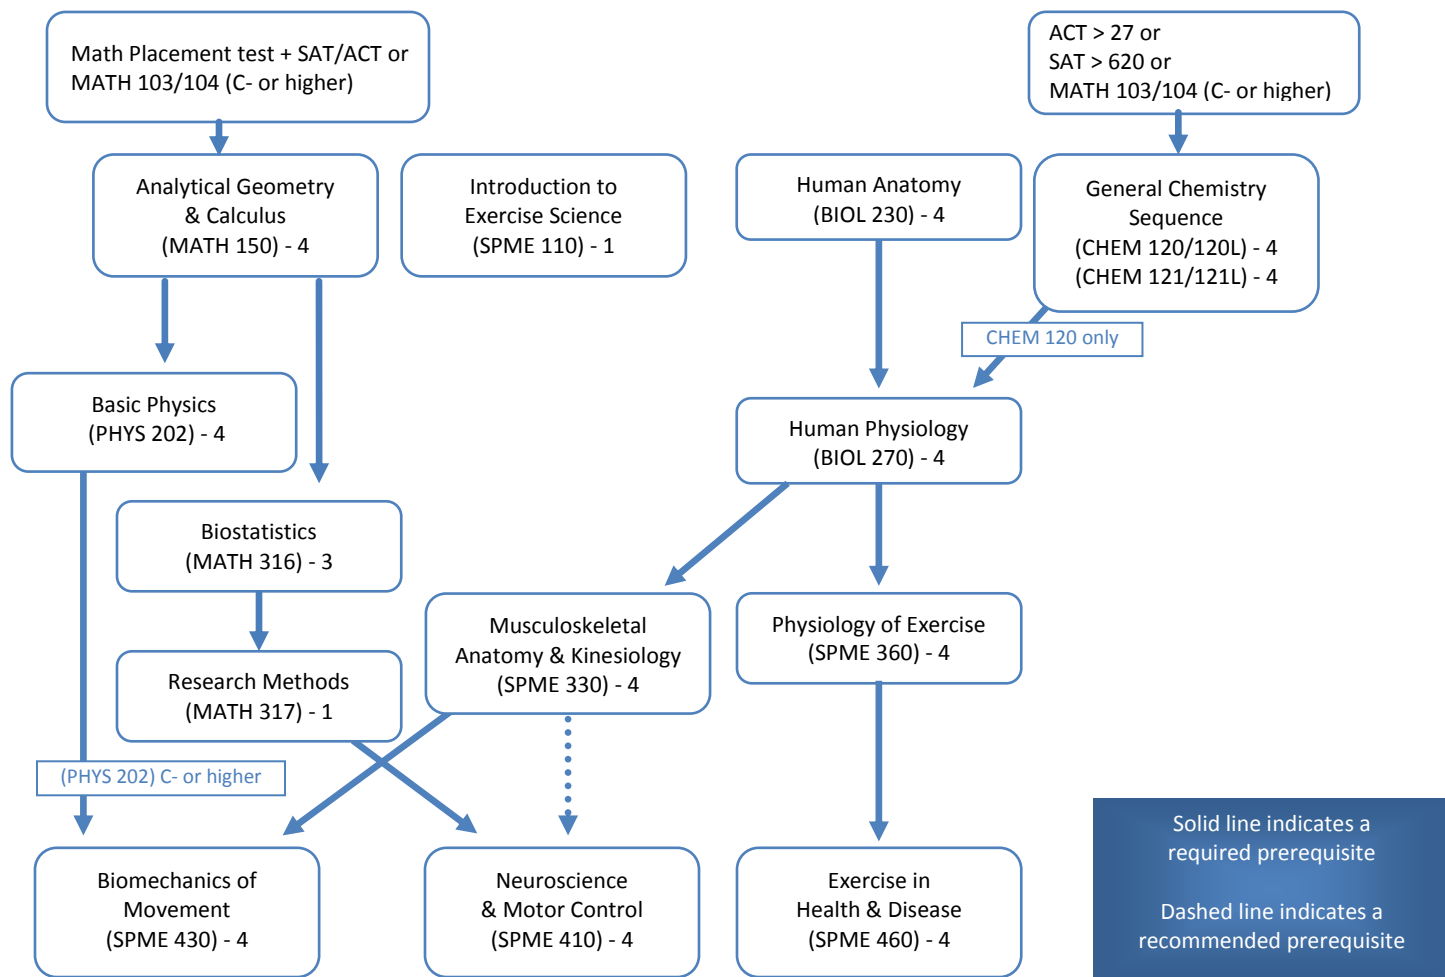 Math Placement test + SAT/ACT or
MATH 103/104 (C- or higher)
ACT > 27 or
SAT > 620 or
MATH 103/104 (C- or higher)
Analytical Geometry
& Calculus
(MATH 150) - 4
Introduction to
Exercise Science
(SPME 110) - 1
Human Anatomy
(BIOL 230) - 4
General Chemistry
Sequence
(CHEM 120/120L) - 4
(CHEM 121/121L) - 4
CHEM 120 only
Basic Physics
(PHYS 202) - 4
Human Physiology
(BIOL 270) - 4
Biostatistics
(MATH 316) - 3
Musculoskeletal
Anatomy & Kinesiology
(SPME 330) - 4
Physiology of Exercise
(SPME 360) - 4
Research Methods
(MATH 317) - 1
(PHYS 202) C- or higher
Biomechanics of
Movement
(SPME 430) - 4
Neuroscience
& Motor Control
(SPME 410) - 4
Exercise in
Health & Disease
(SPME 460) - 4
Solid line indicates a
required prerequisite
Dashed line indicates a
recommended prerequisite